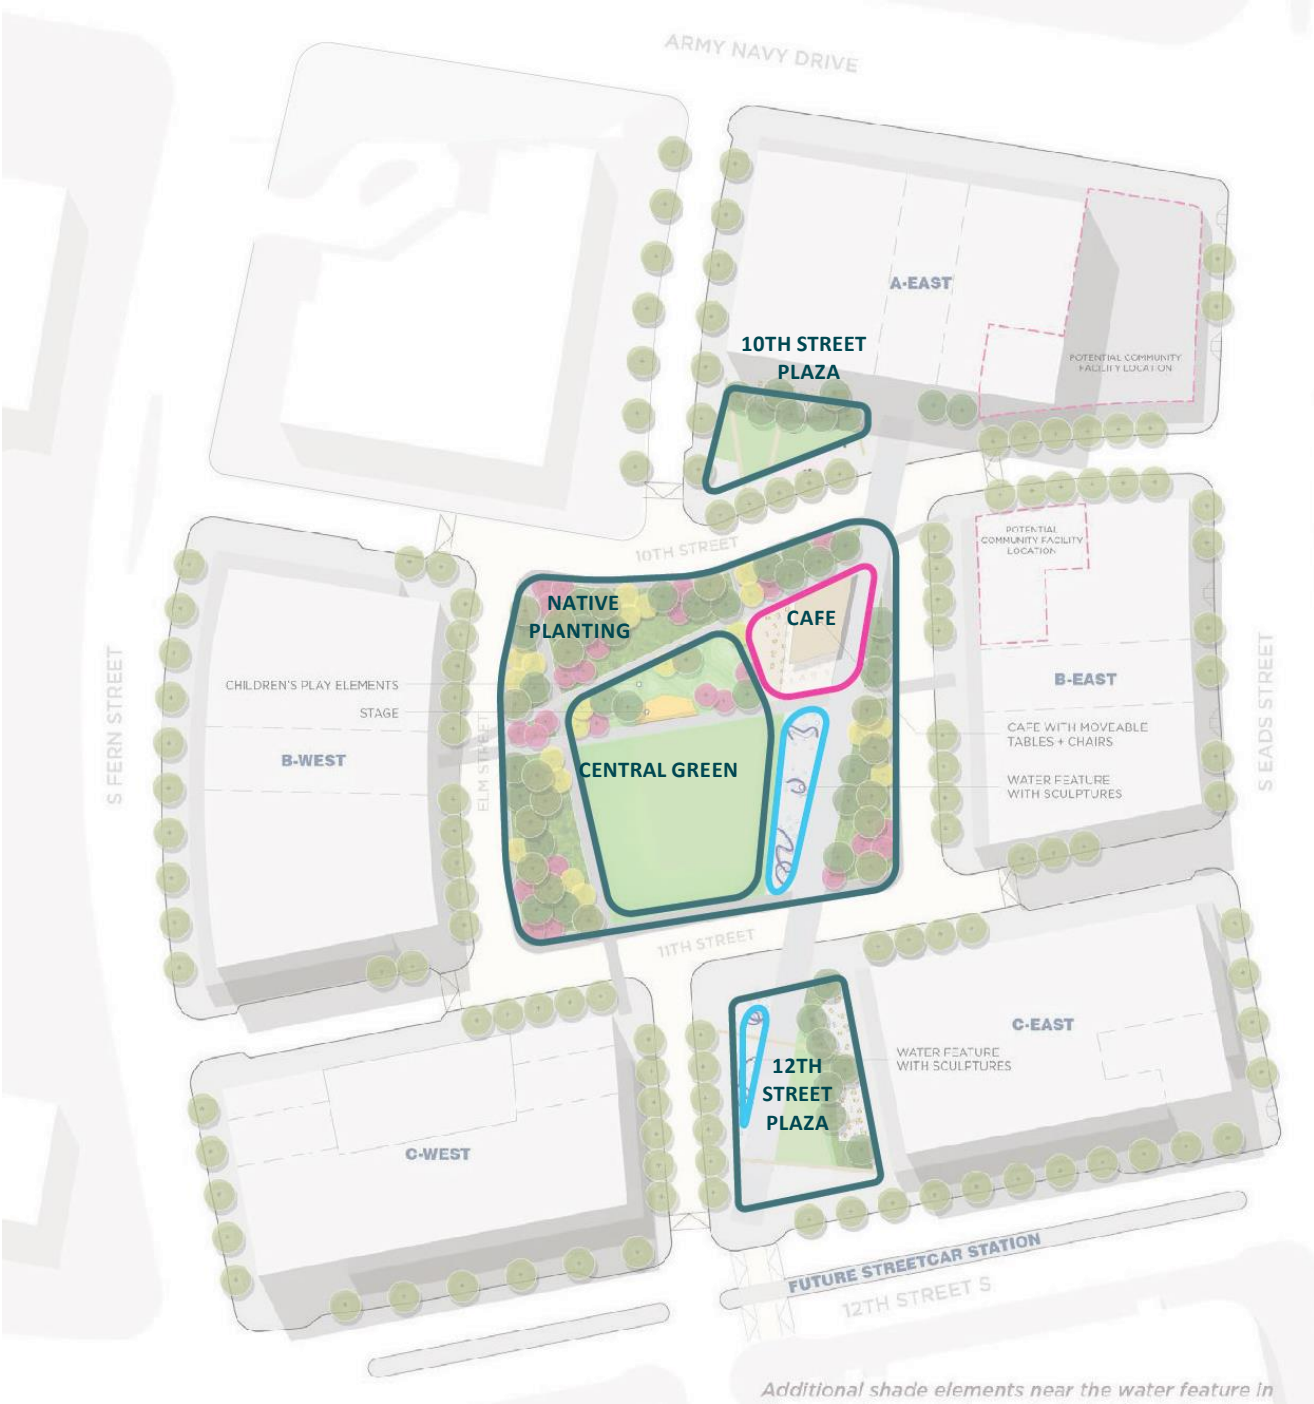 ARMY NAVY DRIVE
A-EAST
10TH STREET
PLAZA
POTENTIAL COMMUNITY
FACILITY LOCATION
POTENTIAL
COMMUNITY FACILITY
LOCATION
10TH STREET
NATIVE
PLANTING
CAFE
S FERN STREET
CHILDREN'S PLAY ELEMENTS
STAGE
B-WEST
ELM STREET
CENTRAL GREEN
B-EAST
CAFE WITH MOVEABLE
TABLES + CHAIRS
WATER FEATURE
WITH SCULPTURES
S EADS STREET
11TH STREET
C-EAST
WATER FEATURE
WITH SCULPTURES
12TH
STREET
PLAZA
C-WEST
FUTURE STREETCAR STATION
12TH STREET S
Additional shade elements near the water feature in